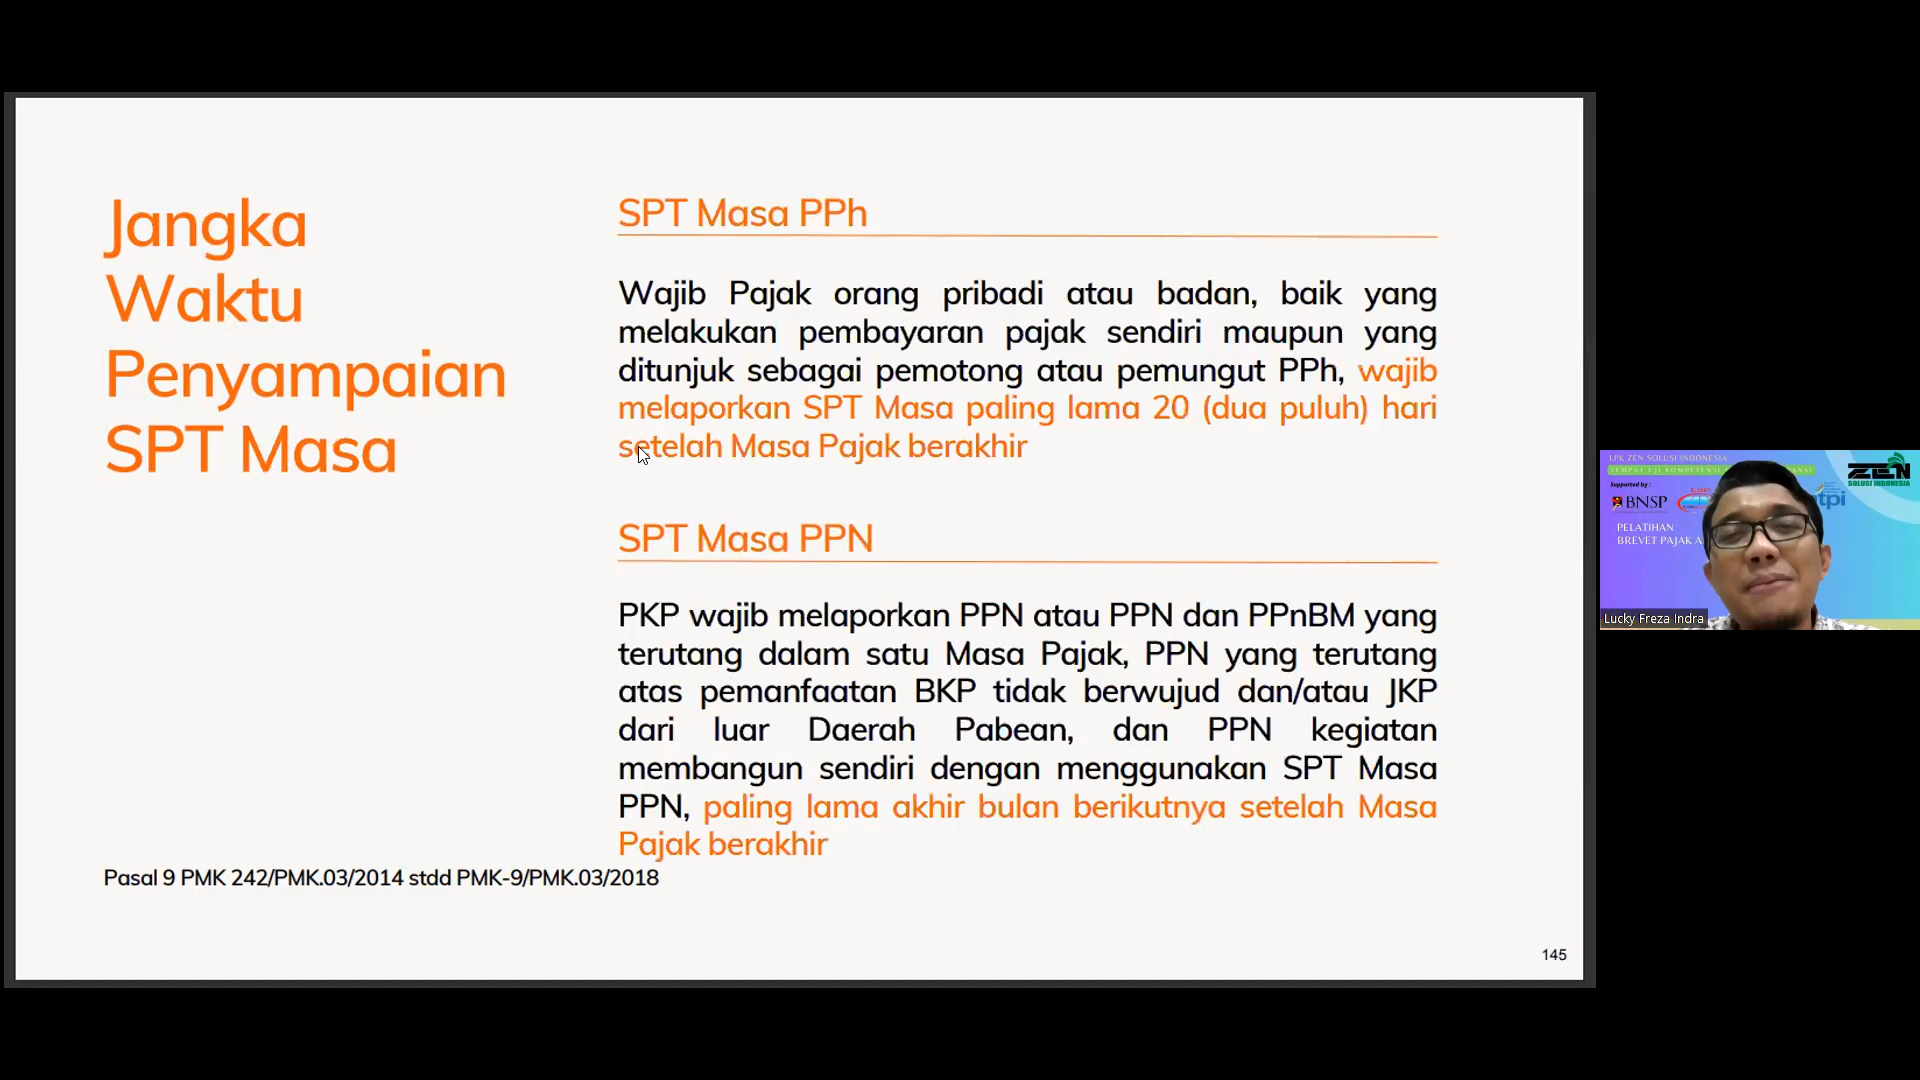 Jangka
Waktu
Penyampaian
SPT Masa
SPT Masa PPh
Wajib Pajak orang pribadi atau badan, baik yang
melakukan pembayaran pajak sendiri maupun yang
ditunjuk sebagai pemotong atau pemungut PPh, wajib
melaporkan SPT Masa paling lama 20 (dua puluh) hari
setelah Masa Pajak berakhir
SPT Masa PPN
PKP wajib melaporkan PPN atau PPN dan PPnBM yang
terutang dalam satu Masa Pajak, PPN yang terutang
atas pemanfaatan BKP tidak berwujud dan/atau JKP
dari luar Daerah Pabean, dan PPN kegiatan
membangun sendiri dengan menggunakan SPT Masa
PPN, paling lama akhir bulan berikutnya setelah Masa
Pajak berakhir
Pasal 9 PMK 242/PMK.03/2014 stdd PMK-9/PMK.03/2018
145
LPK ZEN SOLUSI INDONESIA
TEMPAT UJI KOMPETENSI
ZEN
SOLUSI INDONESIA
Supported by :
BNSP
tpi
PELATIHAN
BREVET PAJAK A
Lucky Freza Indra